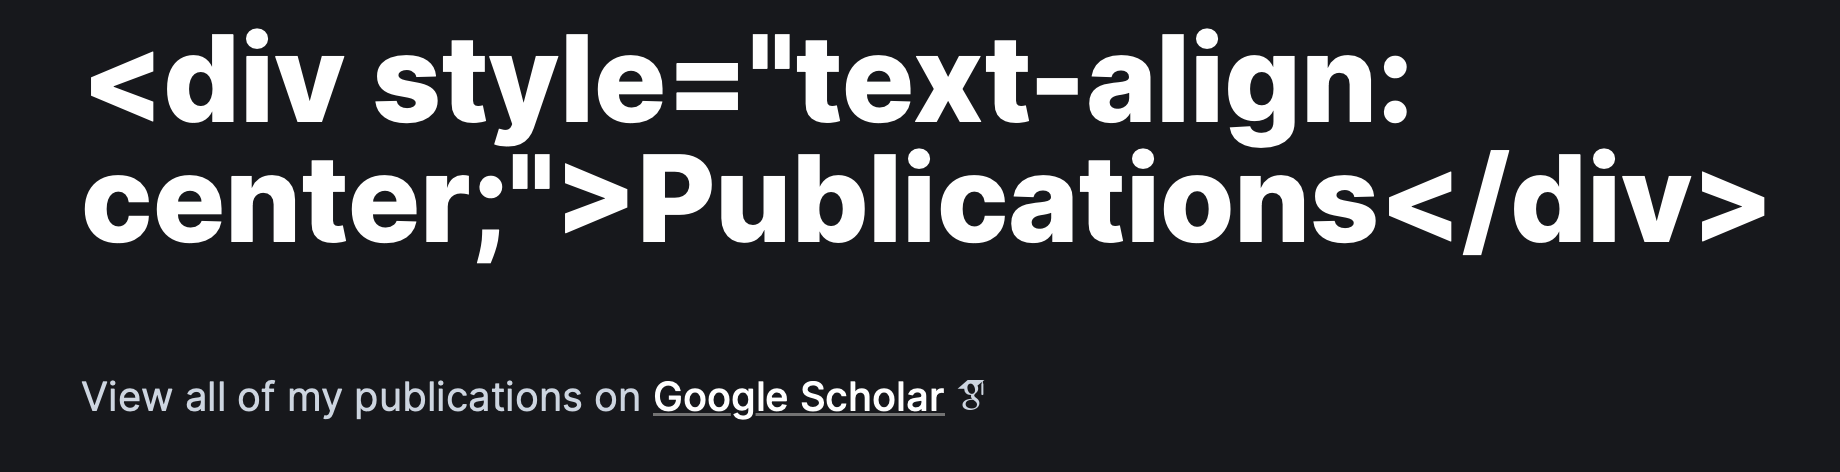 <div style="text-align:
center;">Publications</div>
View all of my publications on Google Scholar